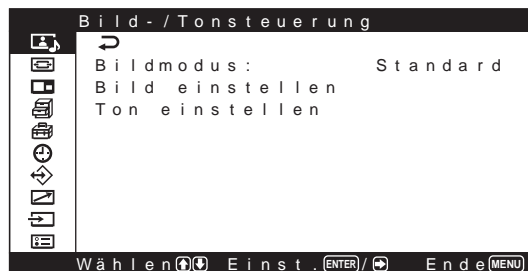 Bild-/Tonsteuerung
Bildmodus: Standard
Bild einstellen
Ton einstellen
Wählen Einst. ENTER / Ende MENU